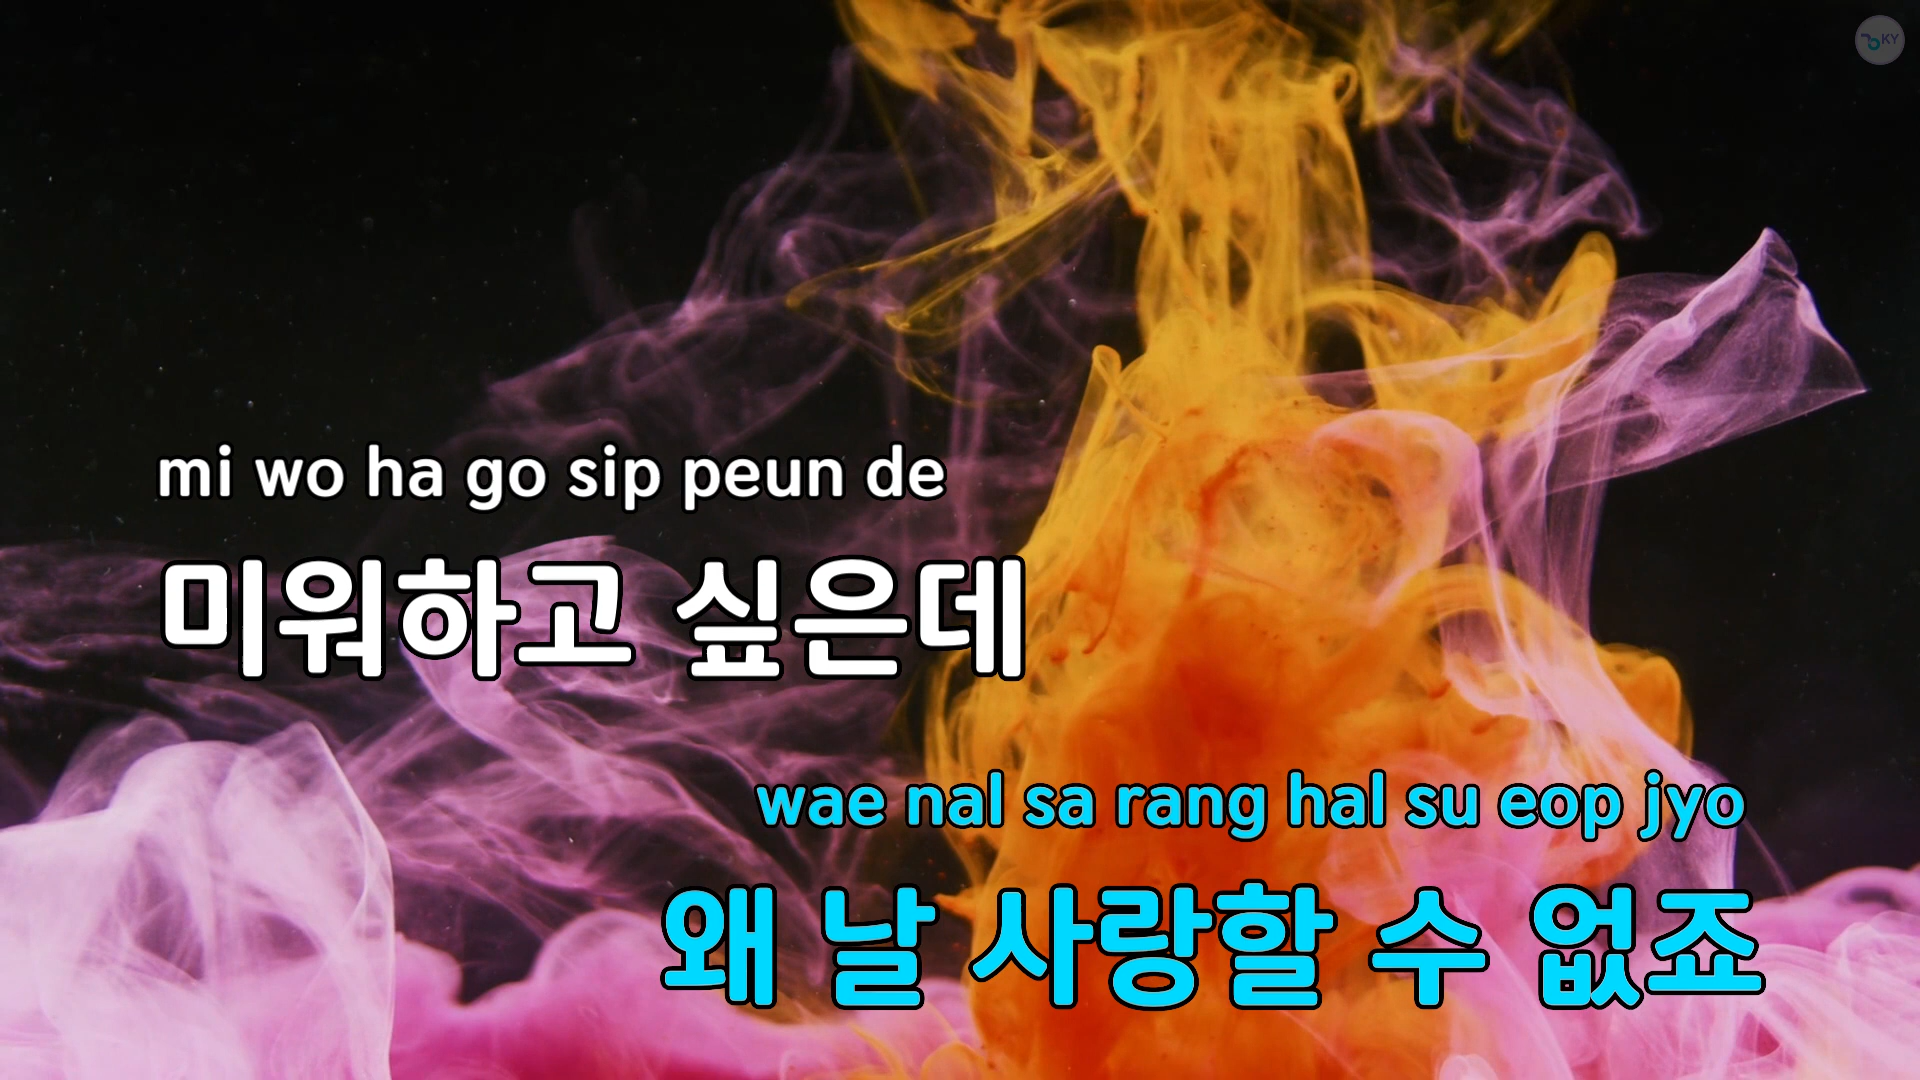 KY
mi wo ha go sip peun de
미워하고 싶은데
wae nal sa rang hal su eop jyo
왜 날 사랑할 수 없죠